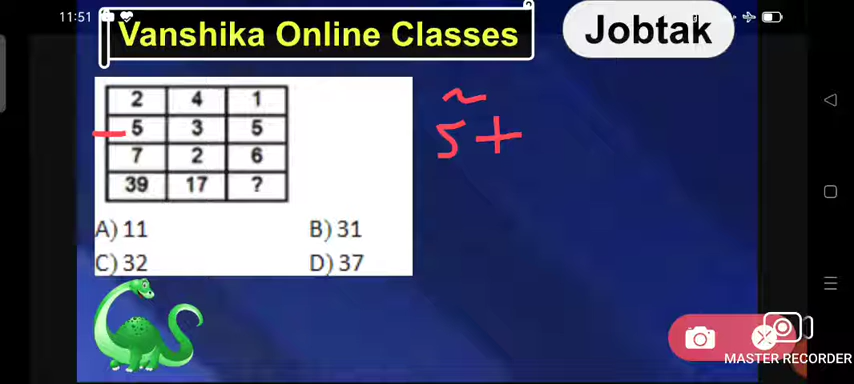 11:51
Vanshika Online Classes
Jobtak
2 4 1
5 3 5
7 2 6
39 17 ?
5+
A) 11 B) 31
C) 32 D) 37
MASTER RECORDER